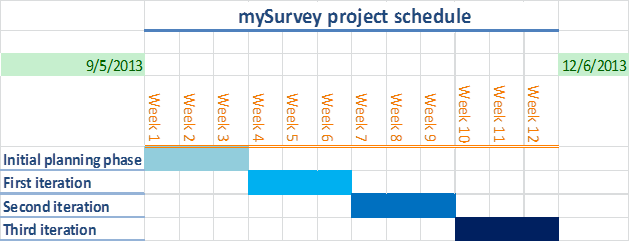 mySurvey project schedule
9/5/2013 12/6/2013
Week 1 Week 2 Week 3 Week 4 Week 5 Week 6 Week 7 Week 8 Week 9 Week 10 Week 11 Week 12
Initial planning phase
First iteration
Second iteration
Third iteration